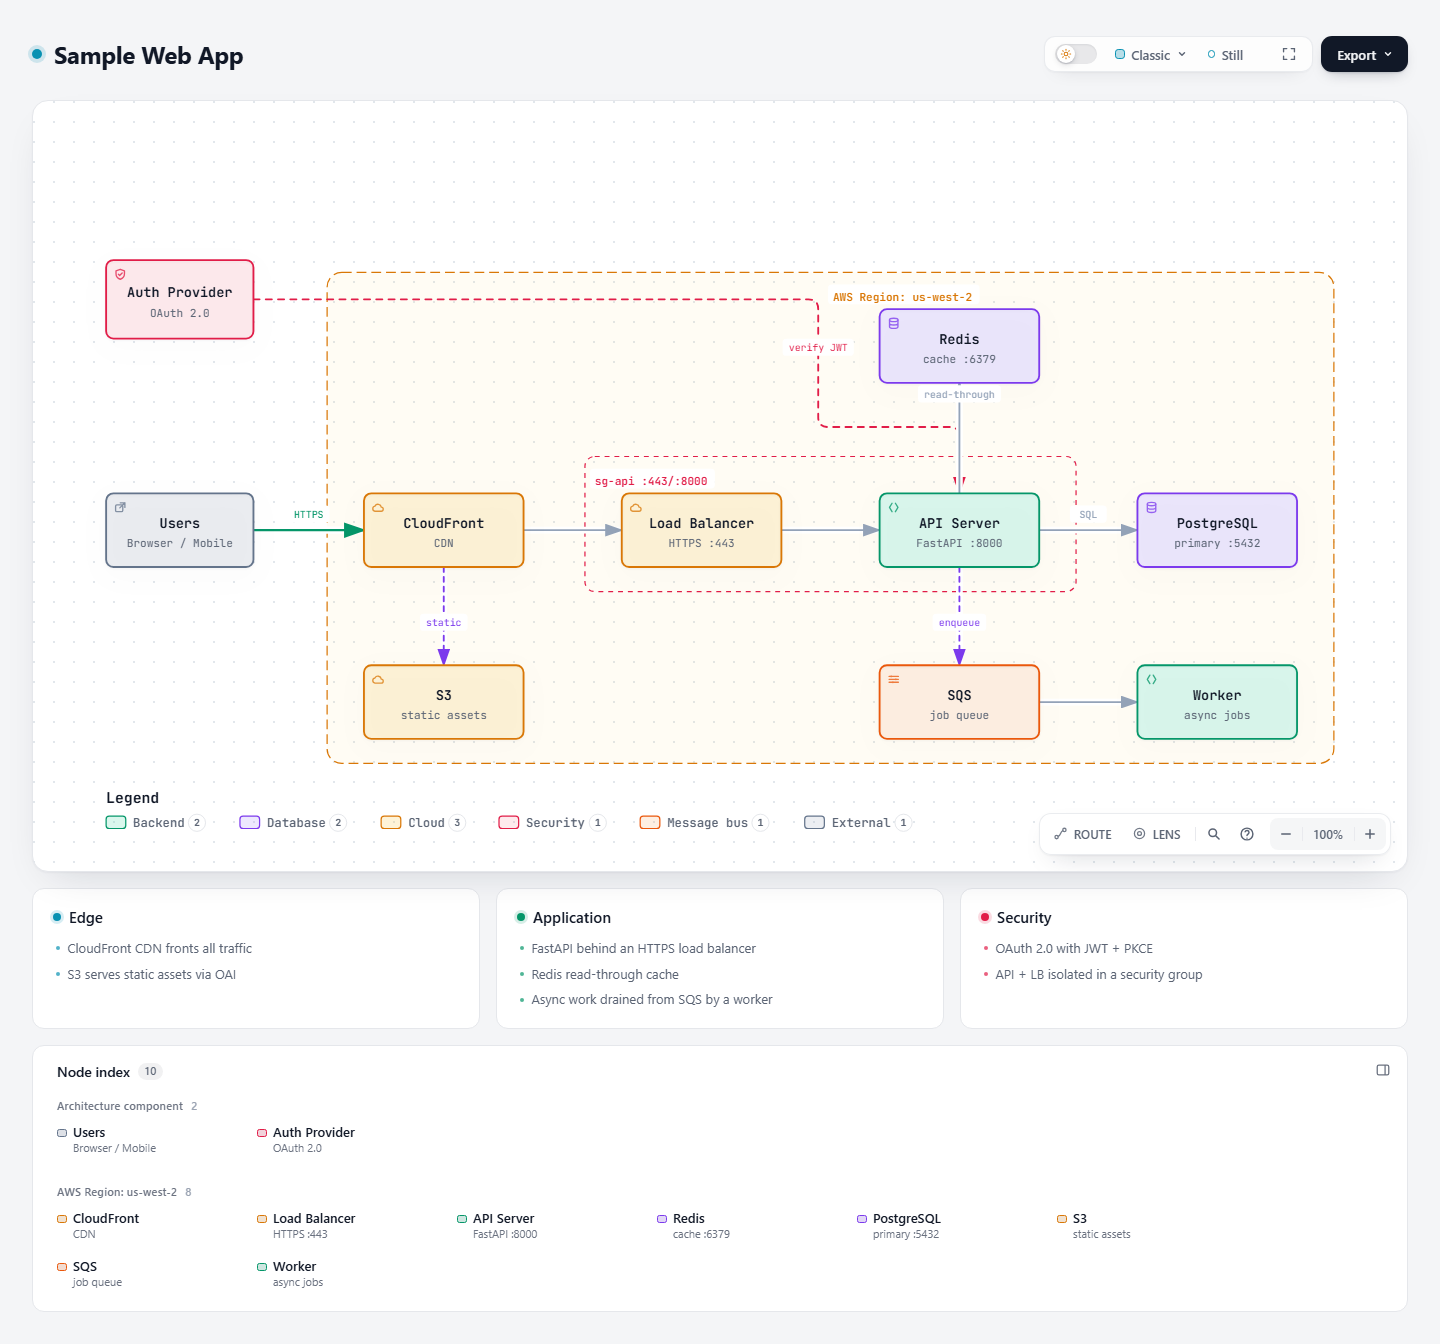 Sample Web App
Classic
Still
Export
Auth Provider
OAuth 2.0
AWS Region: us-west-2
Redis
cache :6379
verify JWT
read-through
sg-api :443/:8000
Users
Browser / Mobile
HTTPS
CloudFront
CDN
Load Balancer
HTTPS :443
API Server
FastAPI :8000
SQL
PostgreSQL
primary :5432
static
enqueue
S3
static assets
SQS
job queue
Worker
async jobs
Legend
Backend 2
Database 2
Cloud 3
Security 1
Message bus 1
External 1
ROUTE
LENS
100%
Edge
CloudFront CDN fronts all traffic
S3 serves static assets via OAI
Application
FastAPI behind an HTTPS load balancer
Redis read-through cache
Async work drained from SQS by a worker
Security
OAuth 2.0 with JWT + PKCE
API + LB isolated in a security group
Node index 10
Architecture component 2
Users
Browser / Mobile
Auth Provider
OAuth 2.0
AWS Region: us-west-2 8
CloudFront
CDN
Load Balancer
HTTPS :443
API Server
FastAPI :8000
Redis
cache :6379
PostgreSQL
primary :5432
S3
static assets
SQS
job queue
Worker
async jobs